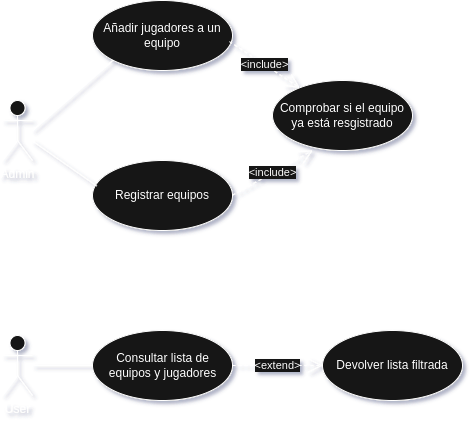 Añadir jugadores a un
equipo
<include>
Comprobar si el equipo
ya está resgistrado
Admin
<include>
Registrar equipos
Consultar lista de
equipos y jugadores
<extend>
Devolver lista filtrada
User